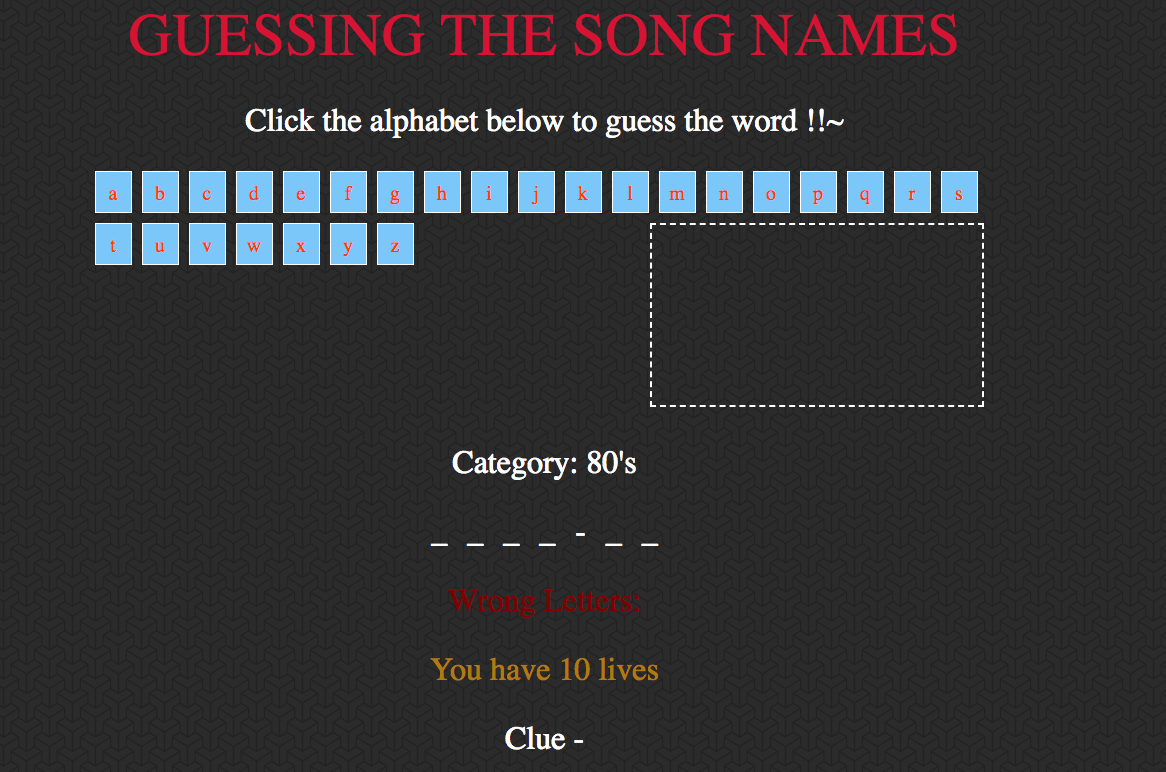 GUESSING THE SONG NAMES
Click the alphabet below to guess the word !!~
a b c d e f g h i j k l m n o p q r s
t u v w x y z
Category: 80's
_ _ _ _ - _ _
Wrong Letters:
You have 10 lives
Clue -